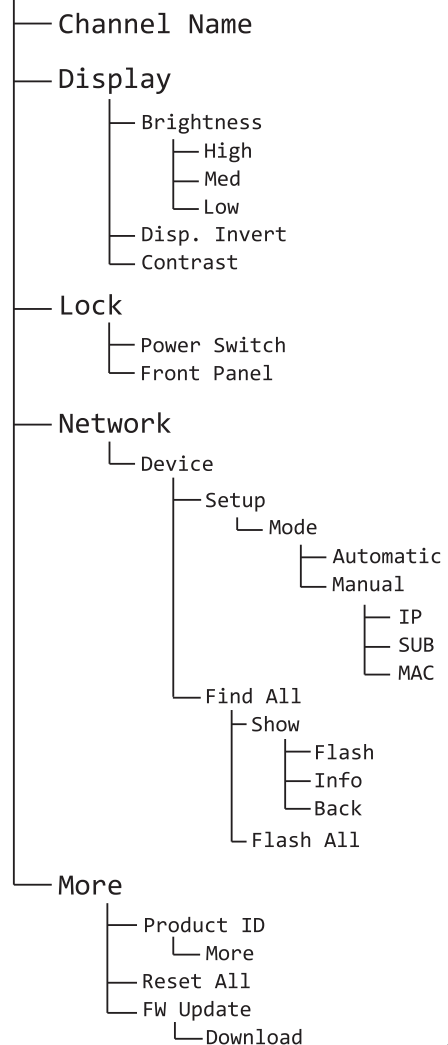 Channel Name
Display
Brightness
High
Med
Low
Disp. Invert
Contrast
Lock
Power Switch
Front Panel
Network
Device
Setup
Mode
Automatic
Manual
IP
SUB
MAC
Find All
Show
Flash
Info
Back
Flash All
More
Product ID
More
Reset All
FW Update
Download